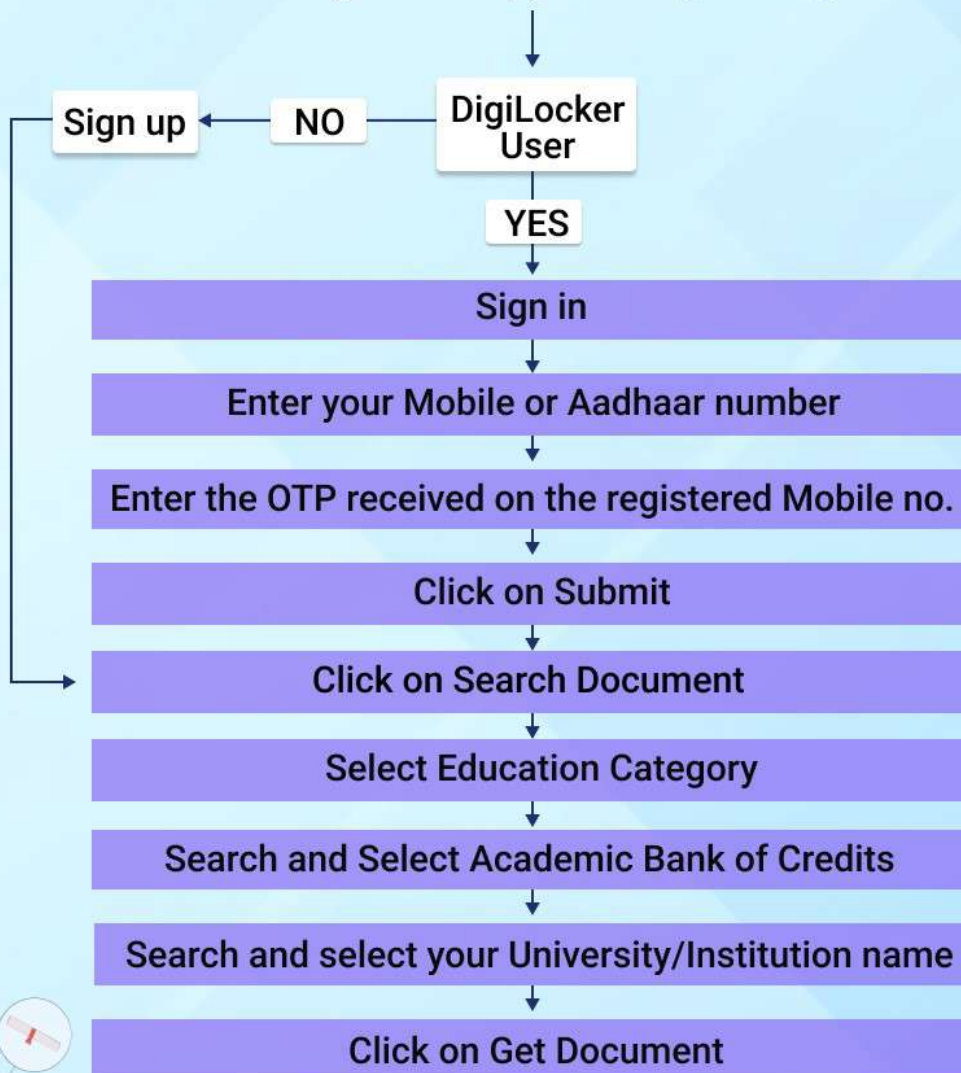 DigiLocker
User
NO
Sign up
YES
Sign in
Enter your Mobile or Aadhaar number
Enter the OTP received on the registered Mobile no.
Click on Submit
Click on Search Document
Select Education Category
Search and Select Academic Bank of Credits
Search and select your University/Institution name
Click on Get Document